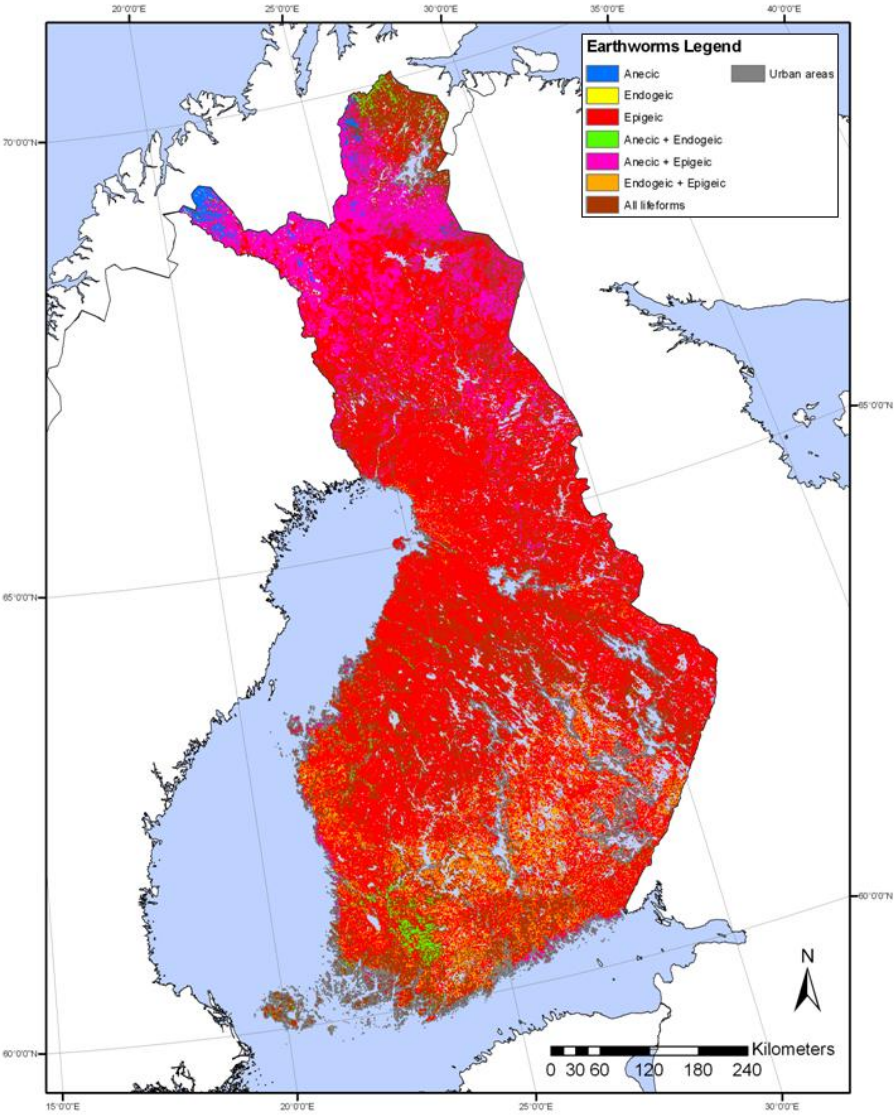 20°0'0"E 25°0'0"E 30°0'0"E 35°0'0"E 40°0'0"E
Earthworms Legend
Anecic Urban areas
Endogeic
Epigeic
Anecic + Endogeic
Anecic + Epigeic
Endogeic + Epigeic
All lifeforms
70°0'0"N
65°0'0"N
65°0'0"N
60°0'0"N
N
Kilometers
0 30 60 120 180 240
60°0'0"N
15°0'0"E 20°0'0"E 25°0'0"E 30°0'0"E